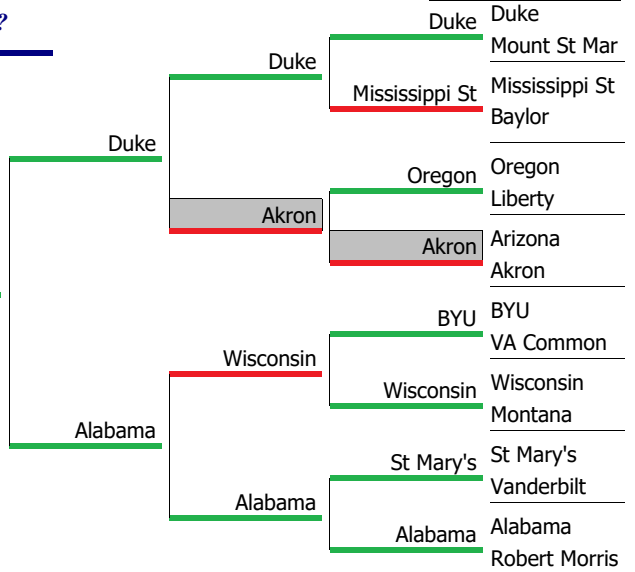 ?
Duke
Mount St Mar
Mississippi St
Baylor
Oregon
Liberty
Arizona
Akron
BYU
VA Common
Wisconsin
Montana
St Mary's
Vanderbilt
Alabama
Robert Morris
Duke
Mississippi St
Oregon
Akron
BYU
Wisconsin
St Mary's
Alabama
Duke
Akron
Wisconsin
Alabama
Duke
Alabama